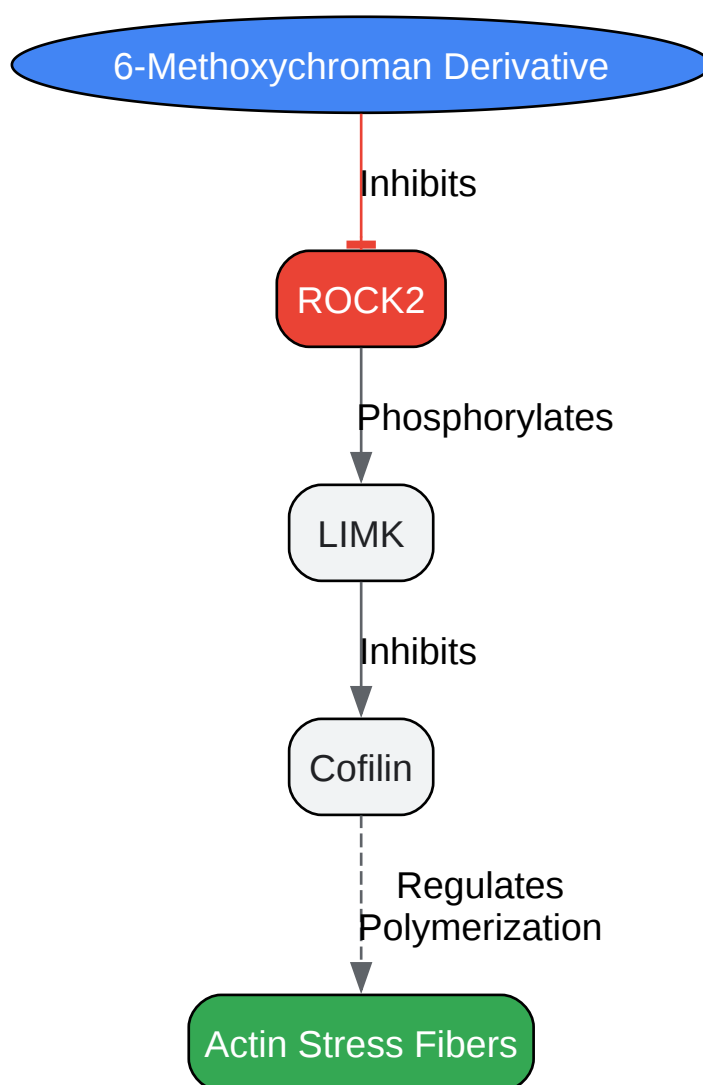 6-Methoxychroman Derivative
Inhibits
ROCK2
Phosphorylates
LIMK
Inhibits
Cofilin
Regulates
Polymerization
Actin Stress Fibers